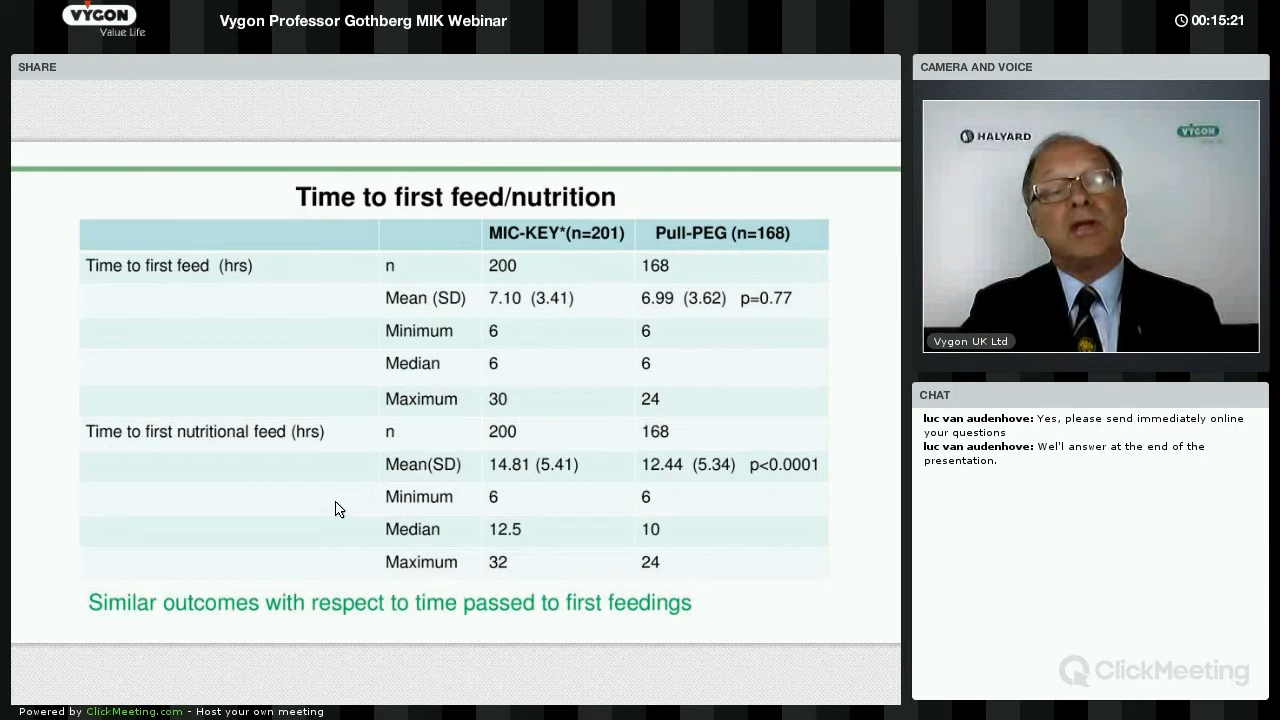 VYGON
Value Life
Vygon Professor Gothberg MIK Webinar
00:15:21
SHARE
Time to first feed/nutrition
MIC-KEY*(n=201) Pull-PEG (n=168)
Time to first feed (hrs) n 200 168
Mean (SD) 7.10 (3.41) 6.99 (3.62) p=0.77
Minimum 6 6
Median 6 6
Maximum 30 24
Time to first nutritional feed (hrs) n 200 168
Mean(SD) 14.81 (5.41) 12.44 (5.34) p<0.0001
Minimum 6 6
Median 12.5 10
Maximum 32 24
Similar outcomes with respect to time passed to first feedings
CAMERA AND VOICE
HALYARD
VYGON
Vygon UK Ltd
CHAT
luc van audenhove: Yes, please send immediately online
your questions
luc van audenhove: Wel'l answer at the end of the
presentation.
ClickMeeting
Powered by ClickMeeting.com - Host your own meeting